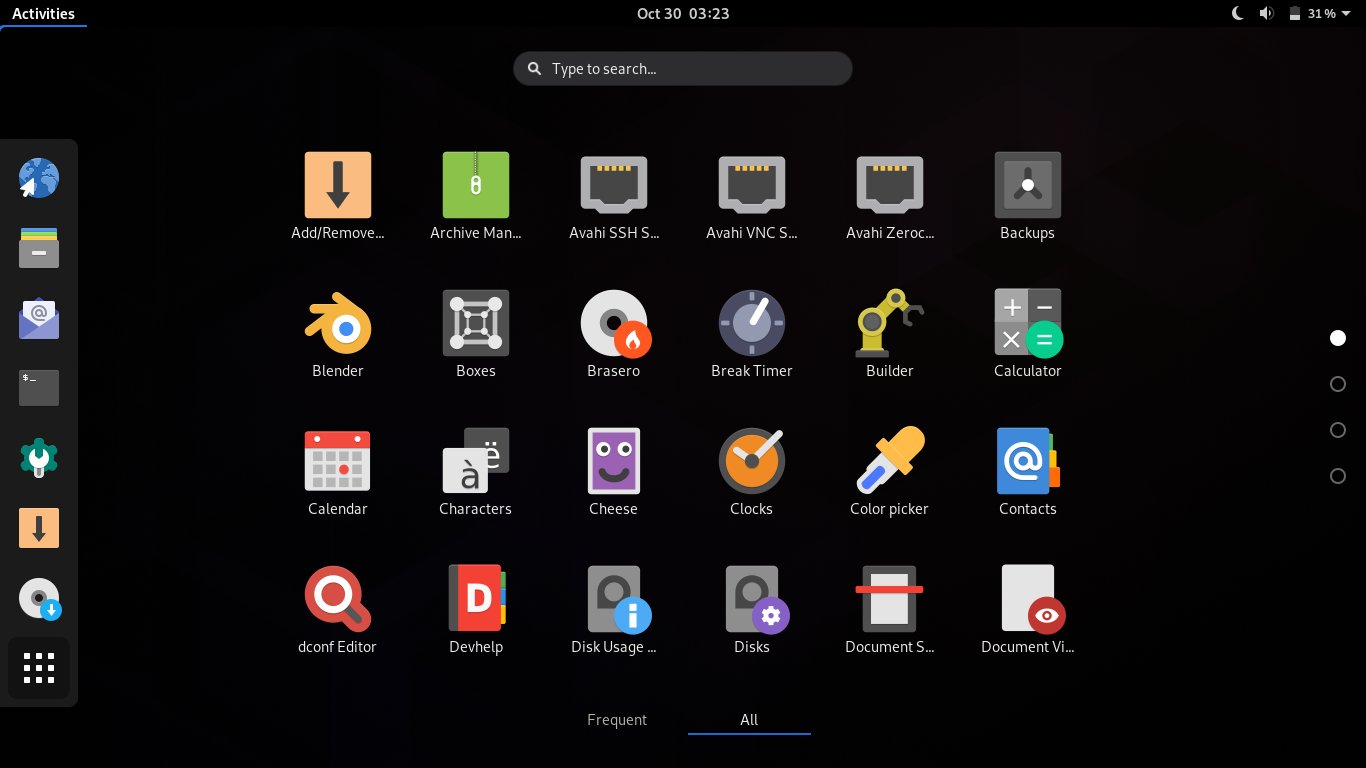 Activities
Oct 30 03:23
31 %
Type to search...
Add/Remove...
Archive Man...
Avahi SSH S...
Avahi VNC S...
Avahi Zeroc...
Backups
Blender
Boxes
Brasero
Break Timer
Builder
Calculator
Calendar
Characters
Cheese
Clocks
Color picker
Contacts
dconf Editor
Devhelp
Disk Usage ...
Disks
Document S...
Document Vi...
Frequent
All